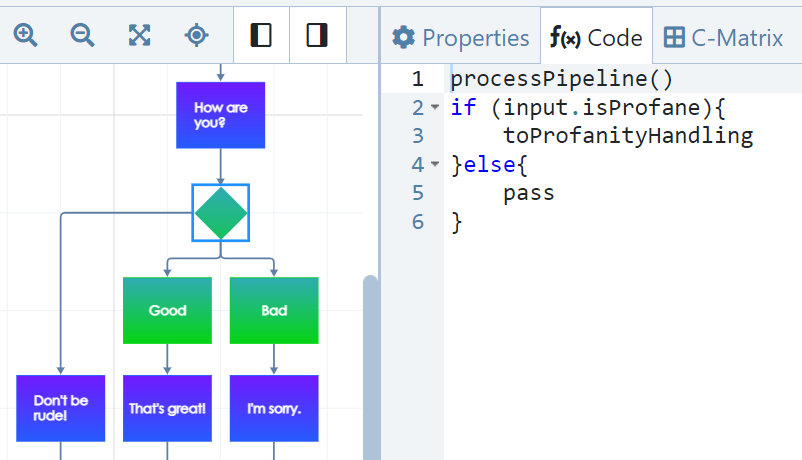 Properties
f(x) Code
C-Matrix
How are
you?
Good
Bad
Don't be
rude!
That's great!
I'm sorry.
1 processPipeline()
2 if (input.isProfane){
3     toProfanityHandling
4 }else{
5     pass
6 }